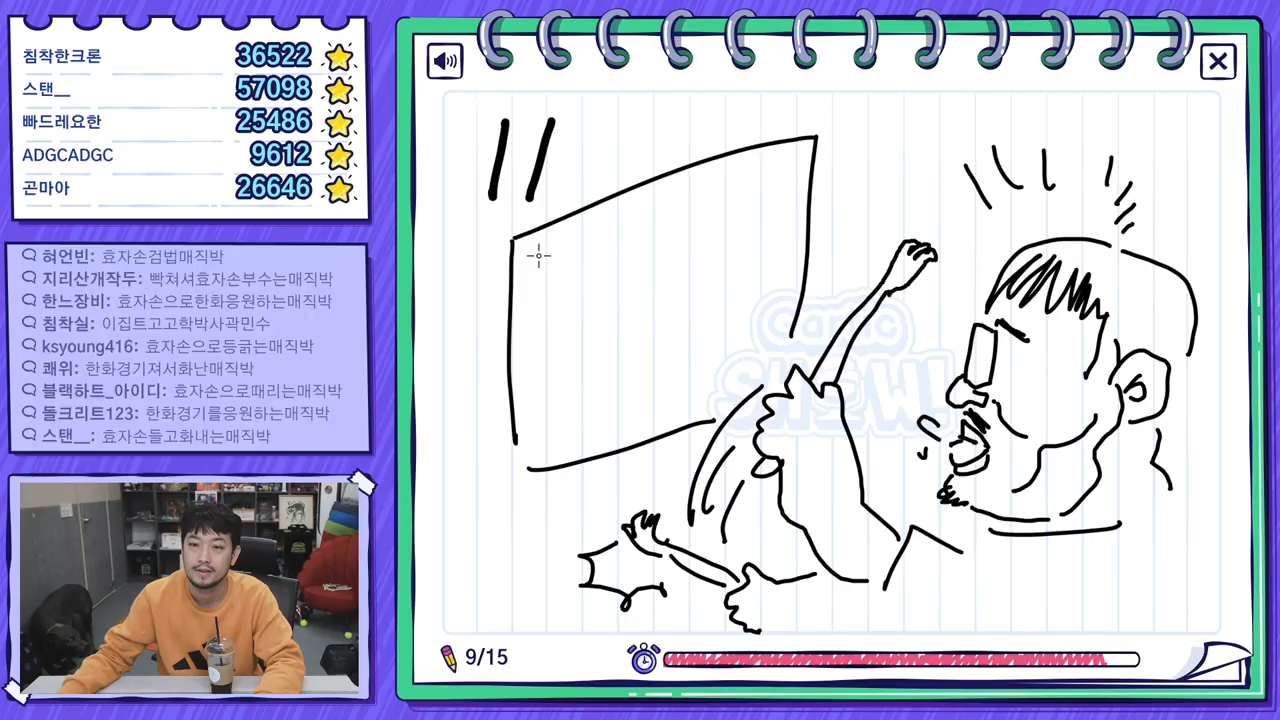 침착한크론 36522
스탠__ 57098
빠드레요한 25486
ADGCADGC 9612
곤마아 26646
혀언빈: 효자손검법매직박
지리산개작두: 빡쳐셔효자손부수는매직박
한느장비: 효자손으로한화응원하는매직박
침착실: 이집트고고학박사곽민수
ksyoung416: 효자손으로등긁는매직박
쾌위: 한화경기져서화난매직박
블랙하트_아이디: 효자손으로때리는매직박
돌크리트123: 한화경기를응원하는매직박
스탠__: 효자손들고화내는매직박
Catch
SHOW!
9/15